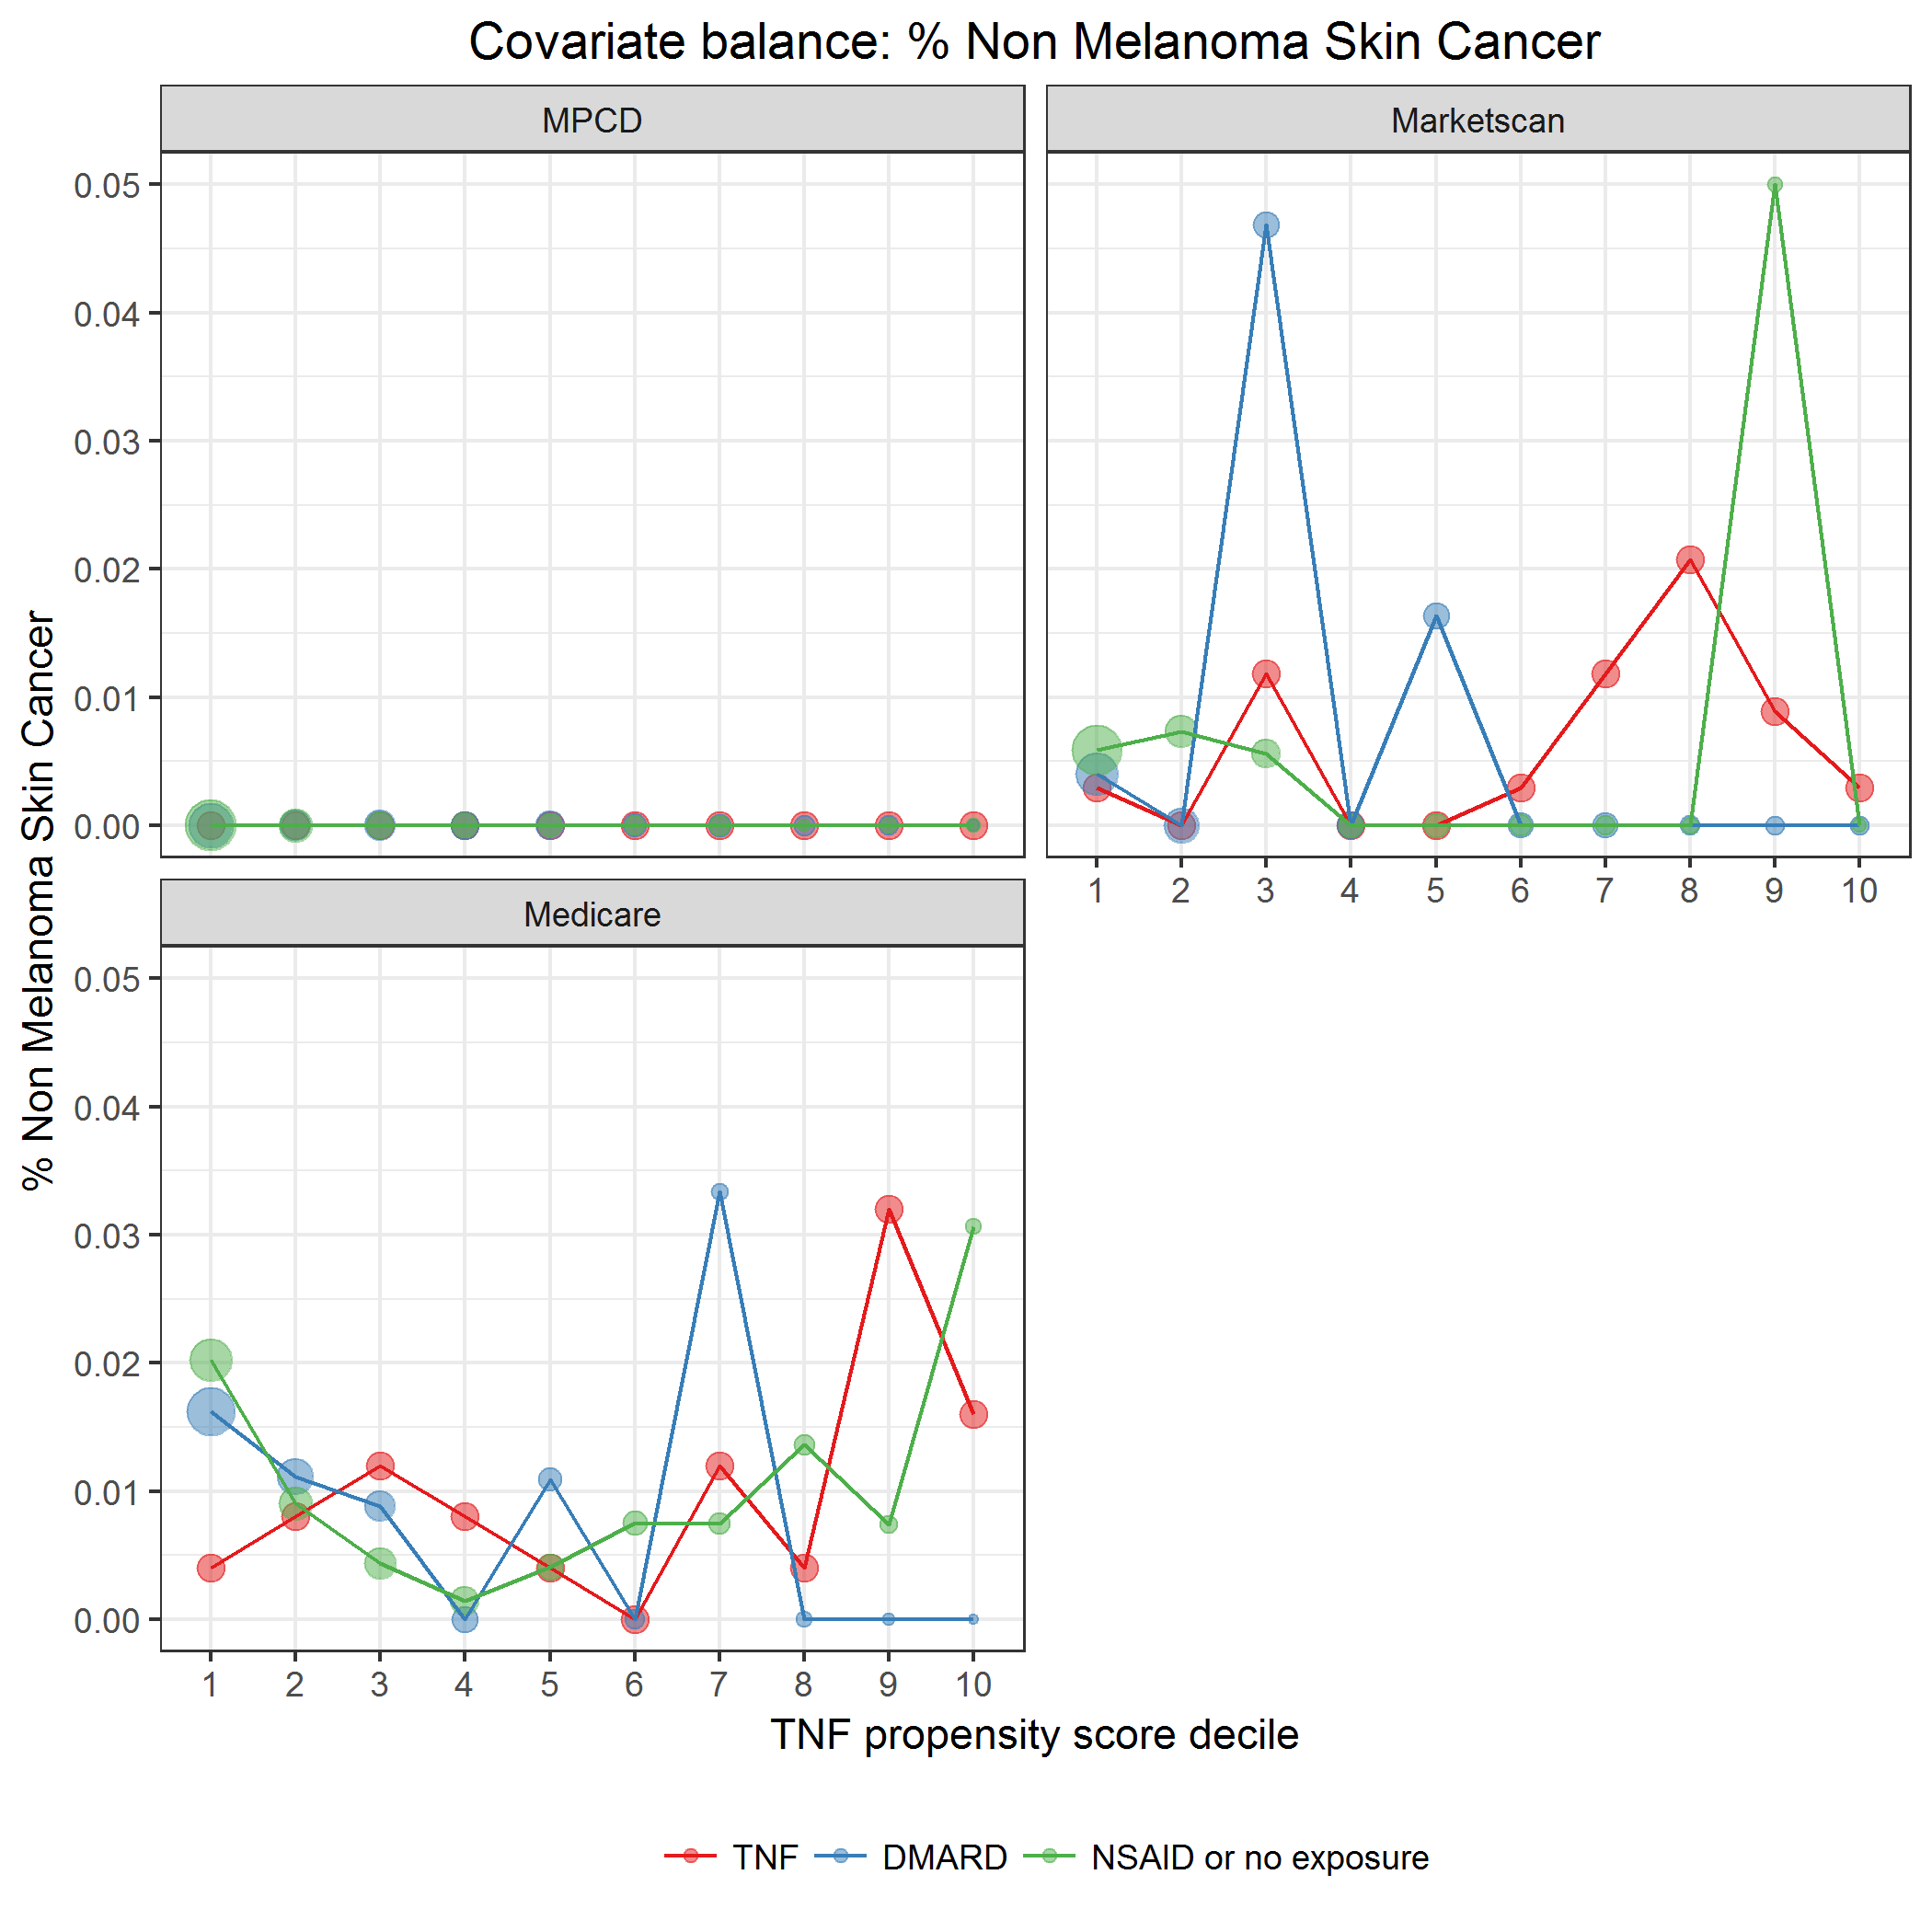 Covariate balance: % Non Melanoma Skin Cancer
MPCD
Marketscan
0.05
0.04
0.03
0.02
0.01
0.00
1 2 3 4 5 6 7 8 9 10
Medicare
0.05
0.04
0.03
0.02
0.01
0.00
1 2 3 4 5 6 7 8 9 10
% Non Melanoma Skin Cancer
TNF propensity score decile
TNF DMARD NSAID or no exposure